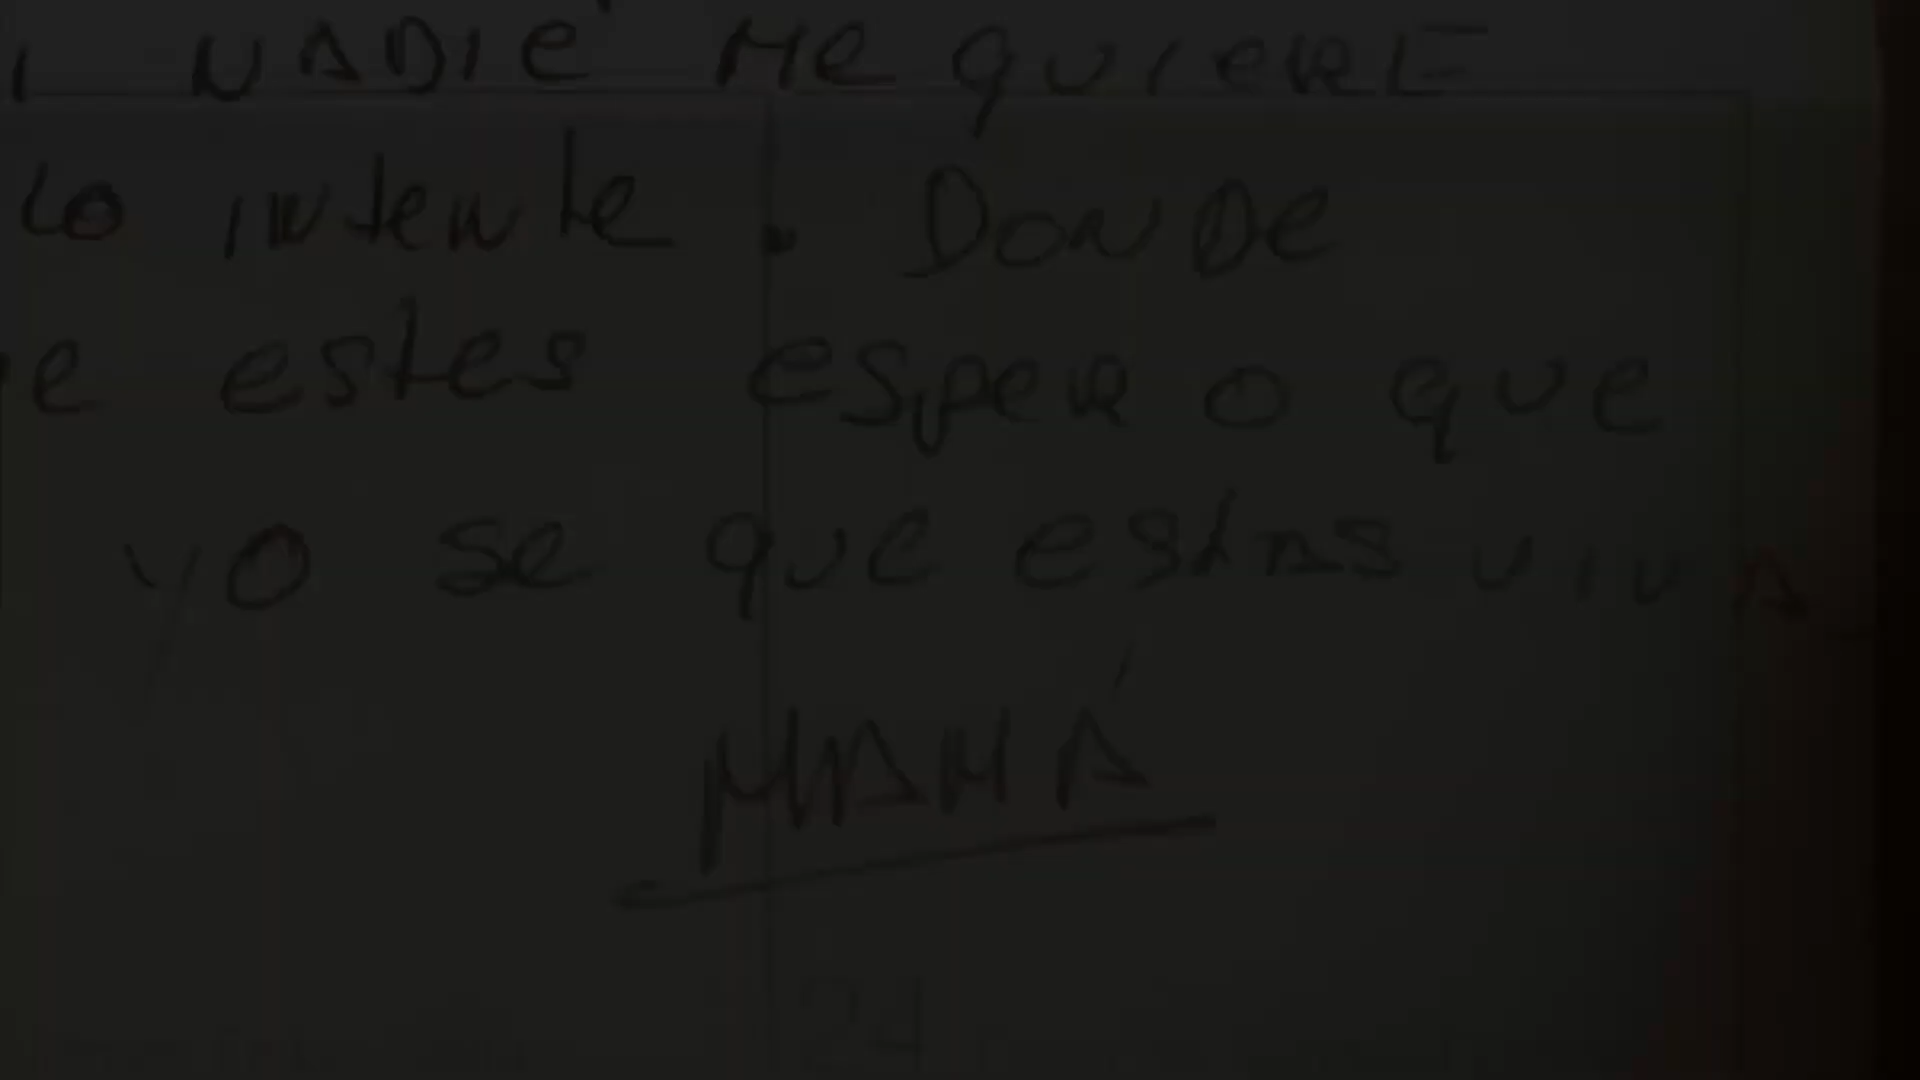 NADIE ME QUIERE
LO intente. DONDE
e estes espero que
YO se que estas viva
MAMÁ